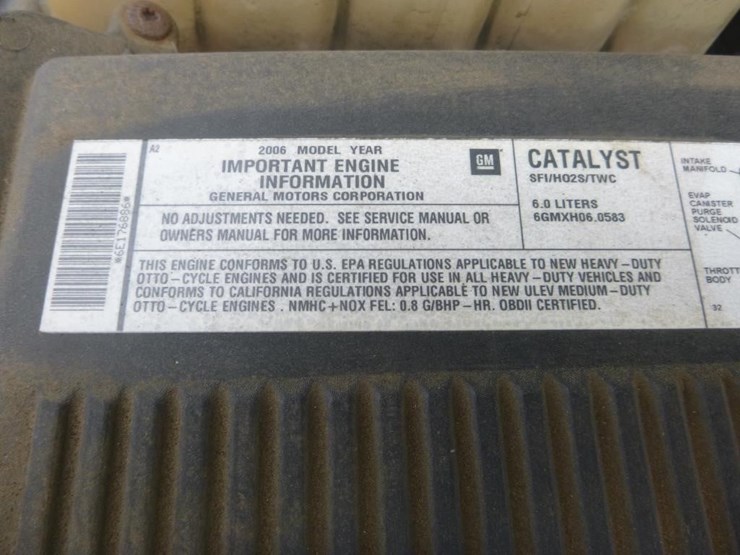 *6E176886*
A2
2006 MODEL YEAR
IMPORTANT ENGINE
INFORMATION
GENERAL MOTORS CORPORATION
GM
NO ADJUSTMENTS NEEDED. SEE SERVICE MANUAL OR
OWNERS MANUAL FOR MORE INFORMATION.
CATALYST
SFI/HO2S/TWC
6.0 LITERS
6GMXH06.0583
THIS ENGINE CONFORMS TO U.S. EPA REGULATIONS APPLICABLE TO NEW HEAVY-DUTY
OTTO-CYCLE ENGINES AND IS CERTIFIED FOR USE IN ALL HEAVY-DUTY VEHICLES AND
CONFORMS TO CALIFORNIA REGULATIONS APPLICABLE TO NEW ULEV MEDIUM-DUTY
OTTO-CYCLE ENGINES. NMHC+NOX FEL: 0.8 G/BHP-HR. OBDII CERTIFIED.
INTAKE
MANIFOLD
EVAP
CANISTER
PURGE
SOLENOID
VALVE
THROTT
BODY
32